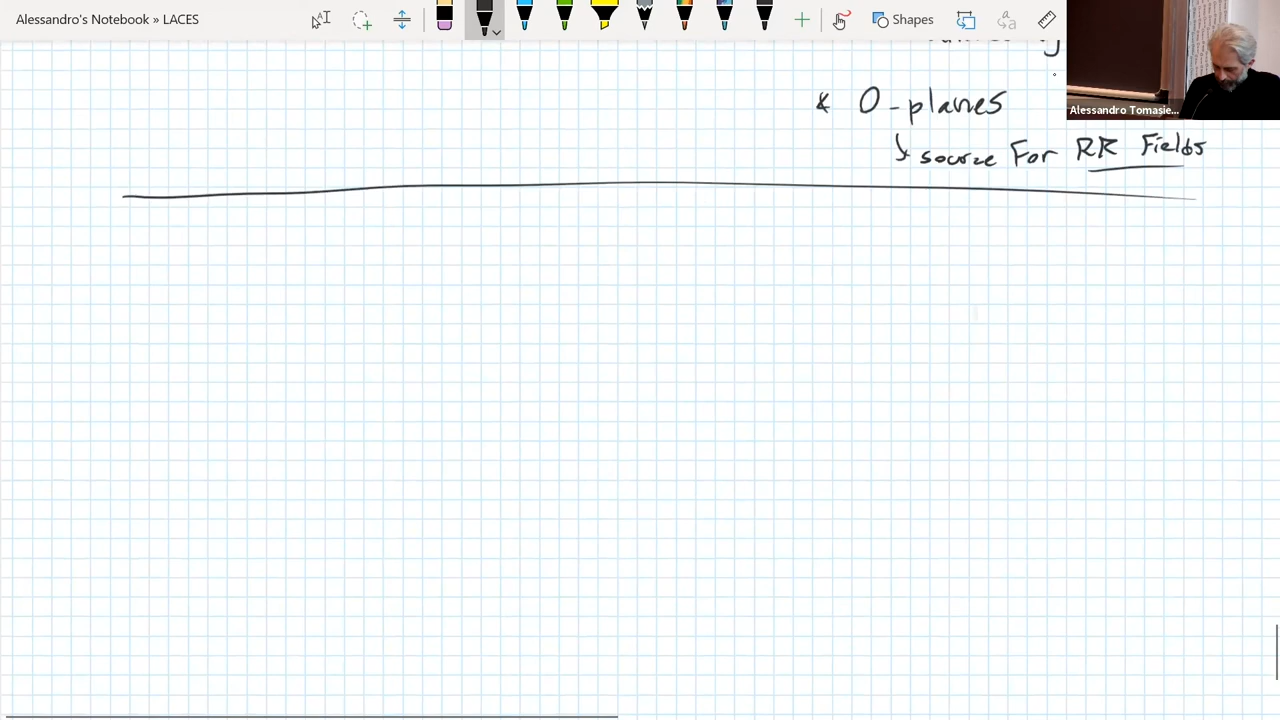 Alessandro's Notebook » LACES
Shapes
& O-planes
Alessandro Tomasie...
↳ source For RR Fields